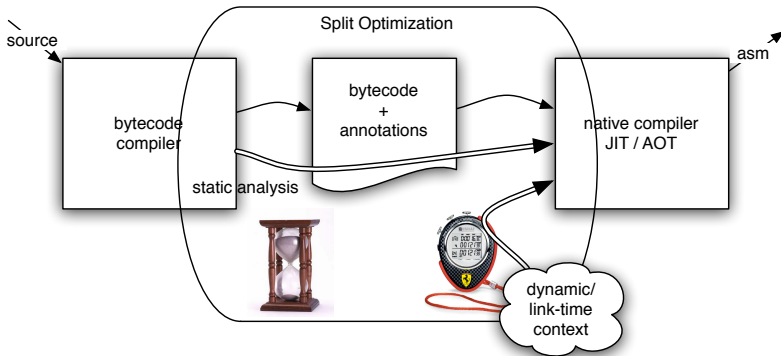 Split Optimization
source
asm
bytecode
compiler
bytecode
+
annotations
native compiler
JIT / AOT
static analysis
dynamic/
link-time
context